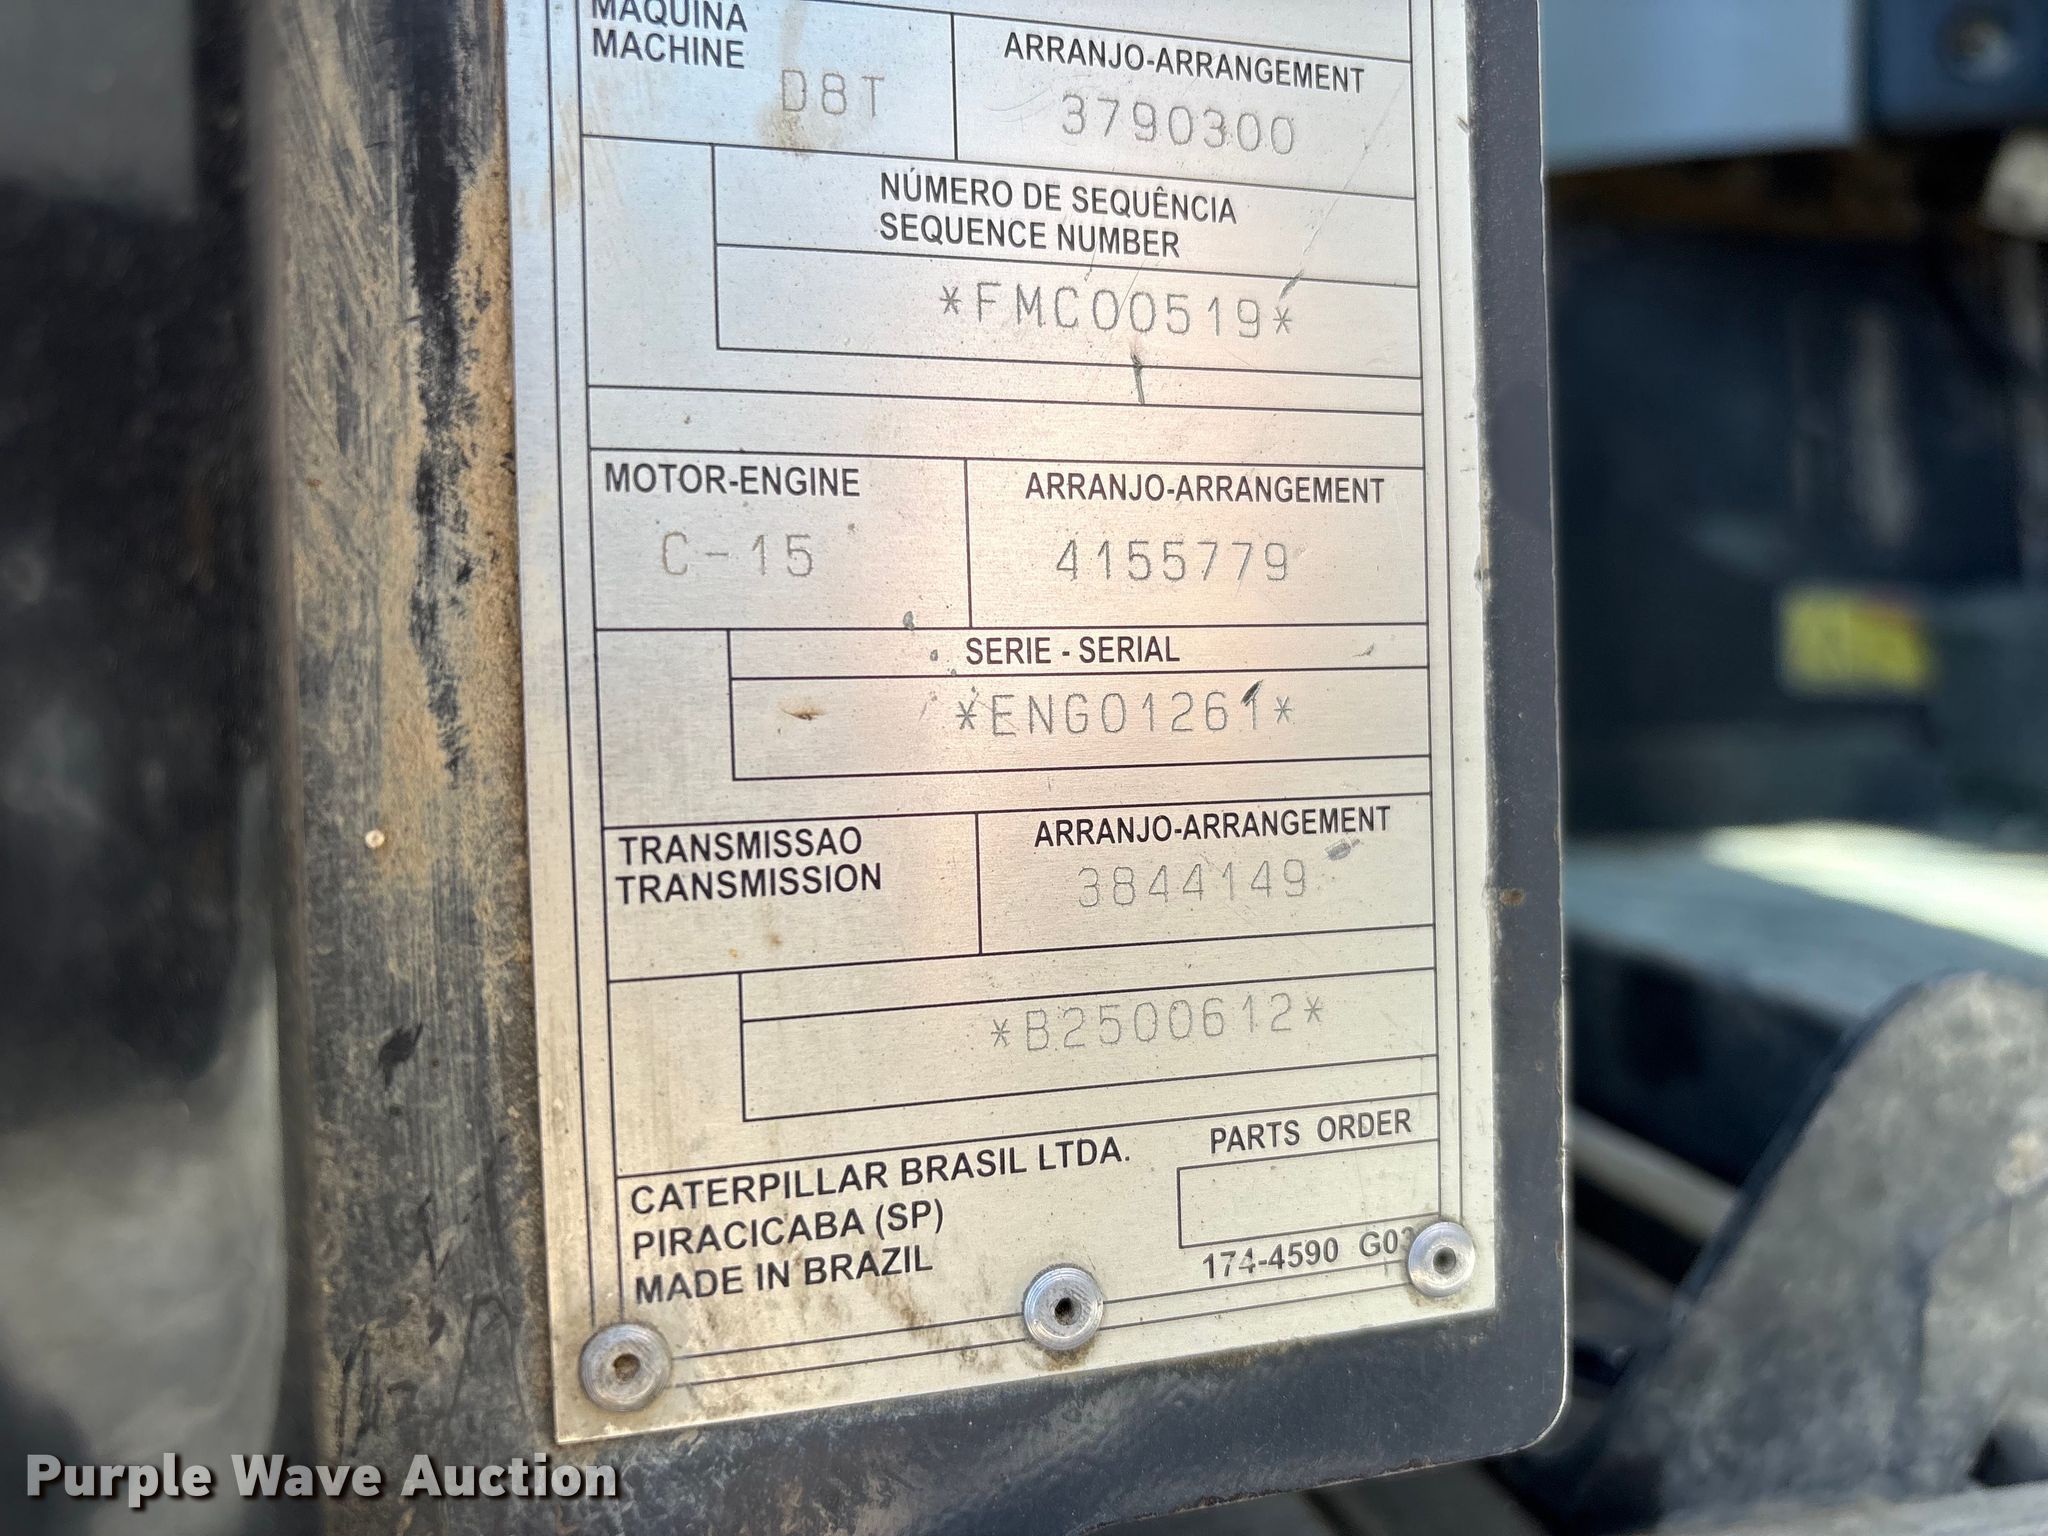 MAQUINA
MACHINE
D8T
ARRANJO-ARRANGEMENT
3790300
NÚMERO DE SEQUÊNCIA
SEQUENCE NUMBER
*FMC00519*
MOTOR-ENGINE
C-15
ARRANJO-ARRANGEMENT
4155779
SERIE - SERIAL
*ENG01261*
TRANSMISSAO
TRANSMISSION
ARRANJO-ARRANGEMENT
3844149
*B2500612*
CATERPILLAR BRASIL LTDA.
PIRACICABA (SP)
MADE IN BRAZIL
PARTS ORDER
174-4590
Purple Wave Auction